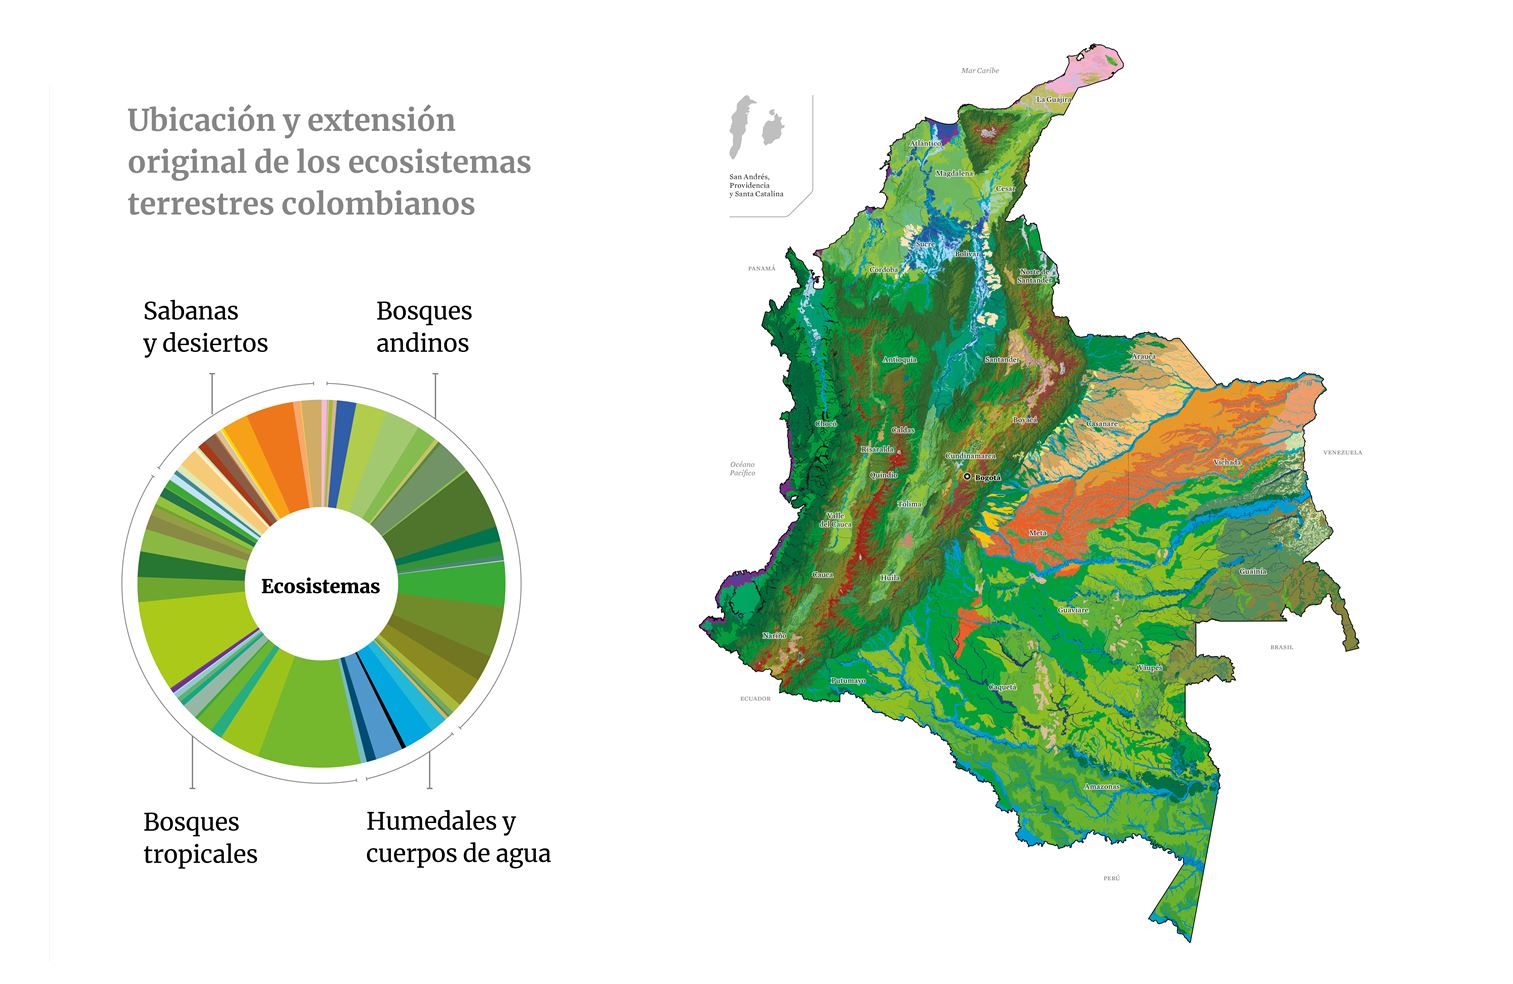 Ubicación y extensión
original de los ecosistemas
terrestres colombianos
Sabanas
y desiertos
Bosques
andinos
Ecosistemas
Bosques
tropicales
Humedales y
cuerpos de agua
Mar Caribe
San Andrés,
Providencia
y Santa Catalina
La Guajira
Atlántico
Magdalena
Cesar
Sucre
Bolívar
Córdoba
Norte de
Santander
PANAMÁ
Antioquia
Santander
Arauca
Boyacá
Casanare
Chocó
Caldas
Risaralda
Cundinamarca
Quindío
Bogotá
Vichada
VENEZUELA
Océano
Pacífico
Tolima
Valle
del Cauca
Meta
Cauca
Huila
Guainía
Guaviare
Nariño
BRASIL
Vaupés
Putumayo
Caquetá
ECUADOR
Amazonas
PERÚ